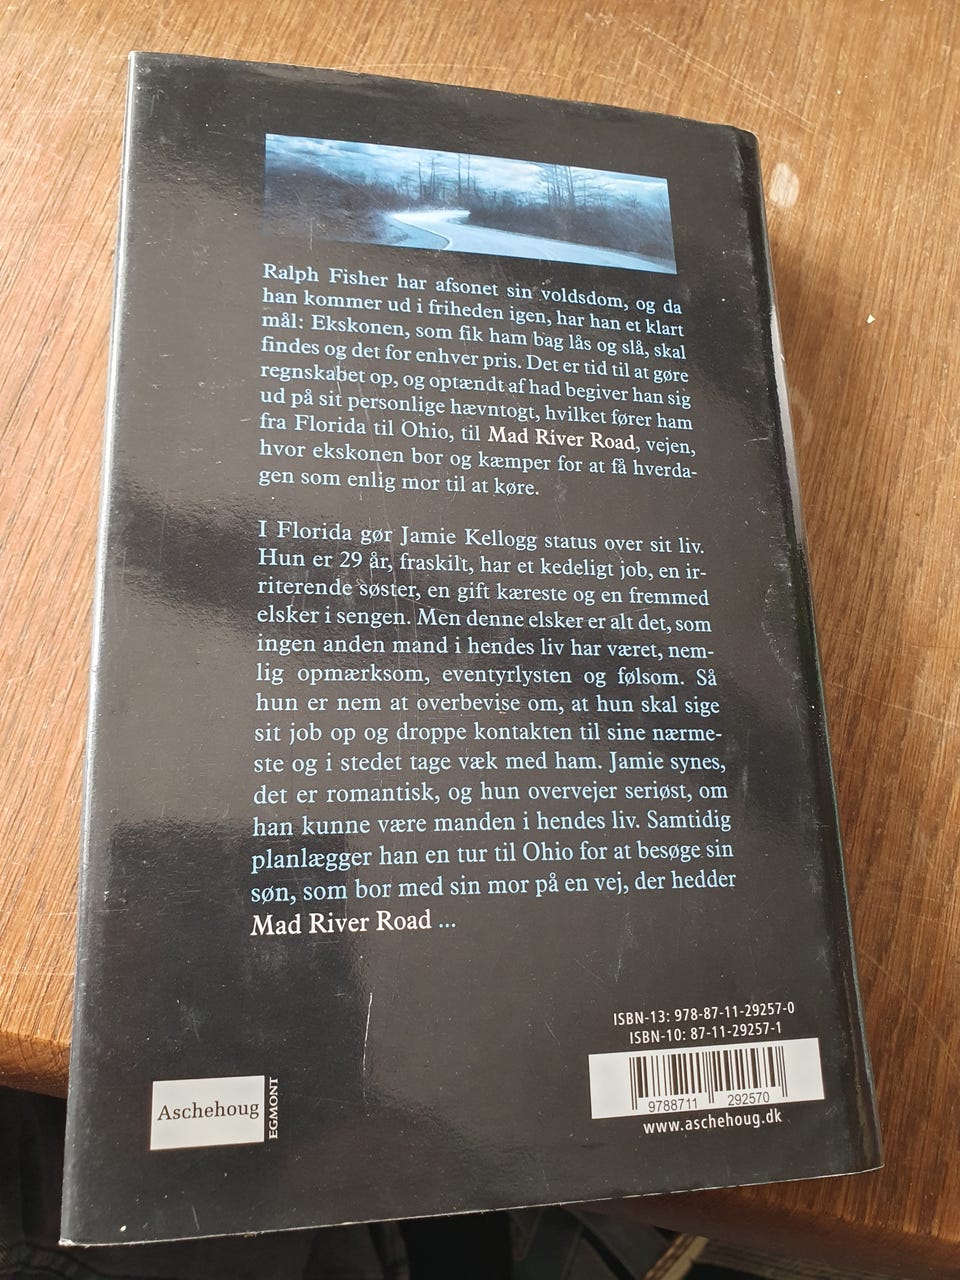 Ralph Fisher har afsonet sin voldsdom, og da
han kommer ud i friheden igen, har han et klart
mål: Ekskonen, som fik ham bag lås og slå, skal
findes og det for enhver pris. Det er tid til at gøre
regnskabet op, og optændt af had begiver han sig
ud på sit personlige hævntogt, hvilket fører ham
fra Florida til Ohio, til Mad River Road, vejen,
hvor ekskonen bor og kæmper for at få hverda-
gen som enlig mor til at køre.
I Florida gør Jamie Kellogg status over sit liv.
Hun er 29 år, fraskilt, har et kedeligt job, en ir-
riterende søster, en gift kæreste og en fremmed
elsker i sengen. Men denne elsker er alt det, som
ingen anden mand i hendes liv har været, nem-
lig opmærksom, eventyrlysten og følsom. Så
hun er nem at overbevise om, at hun skal sige
sit job op og droppe kontakten til sine nærme-
ste og i stedet tage væk med ham. Jamie synes,
det er romantisk, og hun overvejer seriøst, om
han kunne være manden i hendes liv. Samtidig
planlægger han en tur til Ohio for at besøge sin
søn, som bor med sin mor på en vej, der hedder
Mad River Road ...
ISBN-13: 978-87-11-29257-0
ISBN-10: 87-11-29257-1
9788711 292570
www.aschehoug.dk
Aschehoug
EGMONT